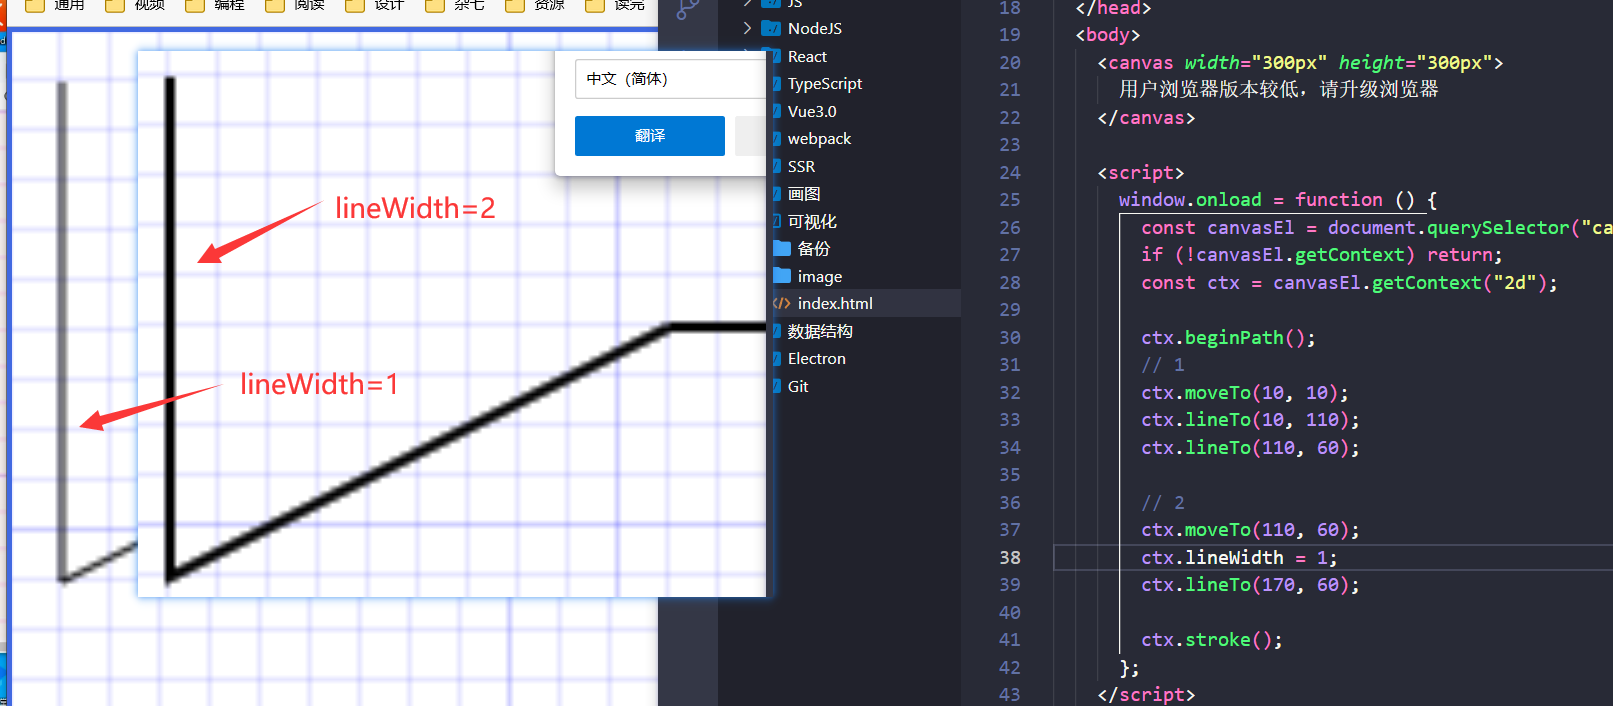 通用 视频 编程 阅读 设计 杂七 资源 读完
中文（简体）
翻译
lineWidth=2
lineWidth=1
JS
NodeJS
React
TypeScript
Vue3.0
webpack
SSR
画图
可视化
备份
image
index.html
数据结构
Electron
Git
18 </head>
19 <body>
20 <canvas width="300px" height="300px">
21 用户浏览器版本较低，请升级浏览器
22 </canvas>
23
24 <script>
25 window.onload = function () {
26 const canvasEl = document.querySelector("ca
27 if (!canvasEl.getContext) return;
28 const ctx = canvasEl.getContext("2d");
29
30 ctx.beginPath();
31 // 1
32 ctx.moveTo(10, 10);
33 ctx.lineTo(10, 110);
34 ctx.lineTo(110, 60);
35
36 // 2
37 ctx.moveTo(110, 60);
38 ctx.lineWidth = 1;
39 ctx.lineTo(170, 60);
40
41 ctx.stroke();
42 };
43 </script>